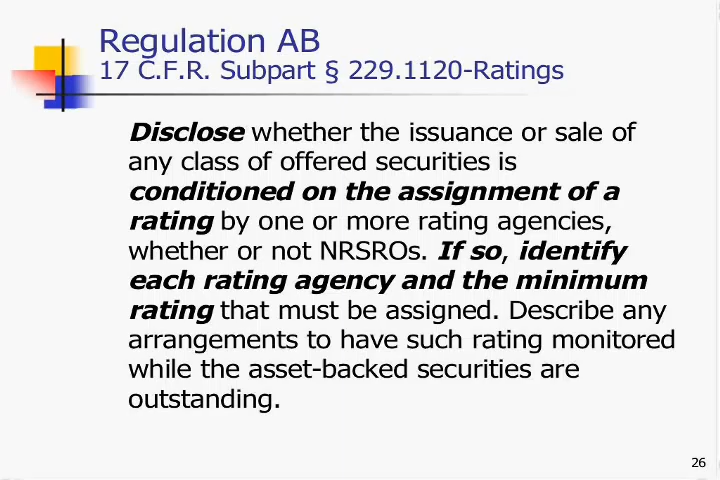 Regulation AB
17 C.F.R. Subpart § 229.1120-Ratings
Disclose whether the issuance or sale of
any class of offered securities is
conditioned on the assignment of a
rating by one or more rating agencies,
whether or not NRSROs. If so, identify
each rating agency and the minimum
rating that must be assigned. Describe any
arrangements to have such rating monitored
while the asset-backed securities are
outstanding.
26